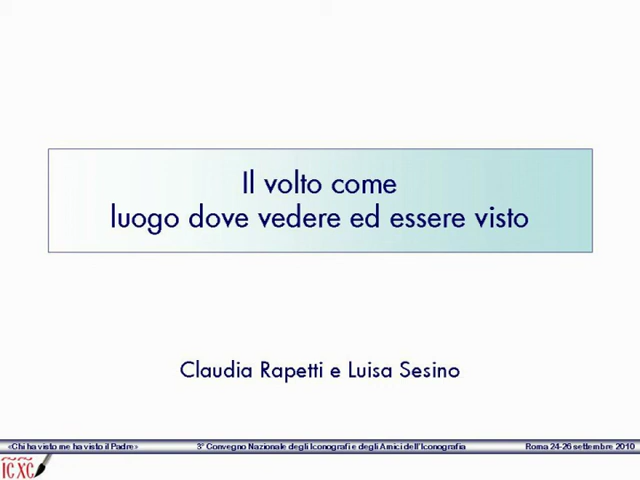 Il volto come
luogo dove vedere ed essere visto
Claudia Rapetti e Luisa Sesino
«Chi ha visto me ha visto il Padre» 3° Convegno Nazionale degli Iconografi e degli Amici dell'Iconografia Roma 24-26 settembre 2010
IC XC